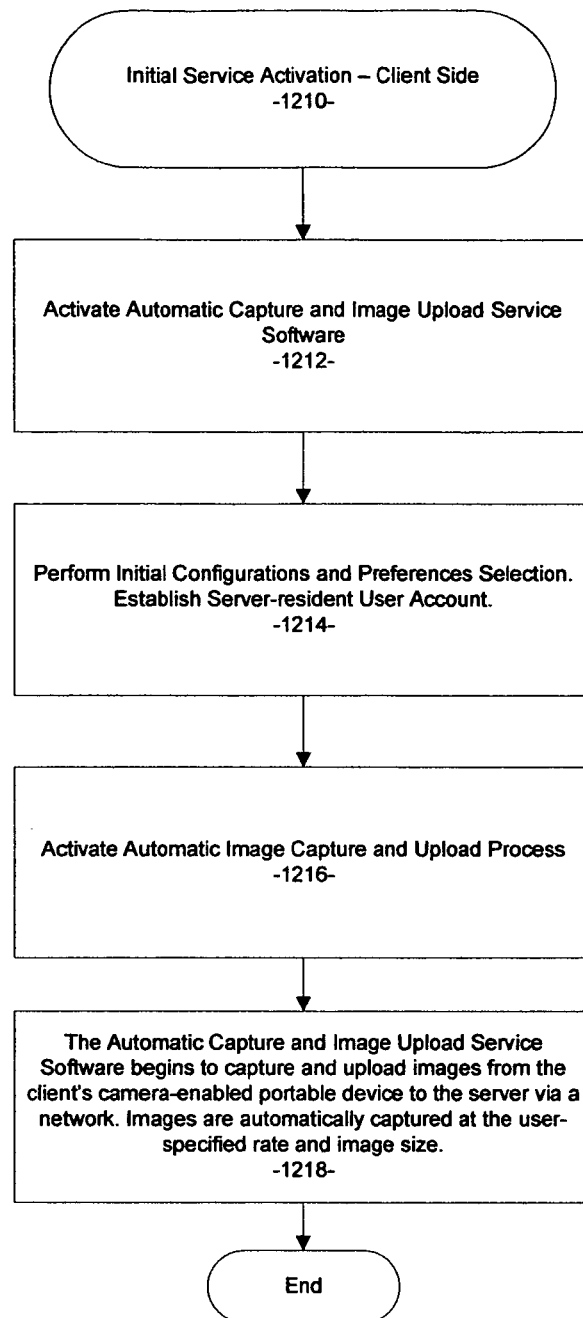 Initial Service Activation – Client Side
-1210-
Activate Automatic Capture and Image Upload Service
Software
-1212-
Perform Initial Configurations and Preferences Selection.
Establish Server-resident User Account.
-1214-
Activate Automatic Image Capture and Upload Process
-1216-
The Automatic Capture and Image Upload Service
Software begins to capture and upload images from the
client's camera-enabled portable device to the server via a
network. Images are automatically captured at the user-
specified rate and image size.
-1218-
End